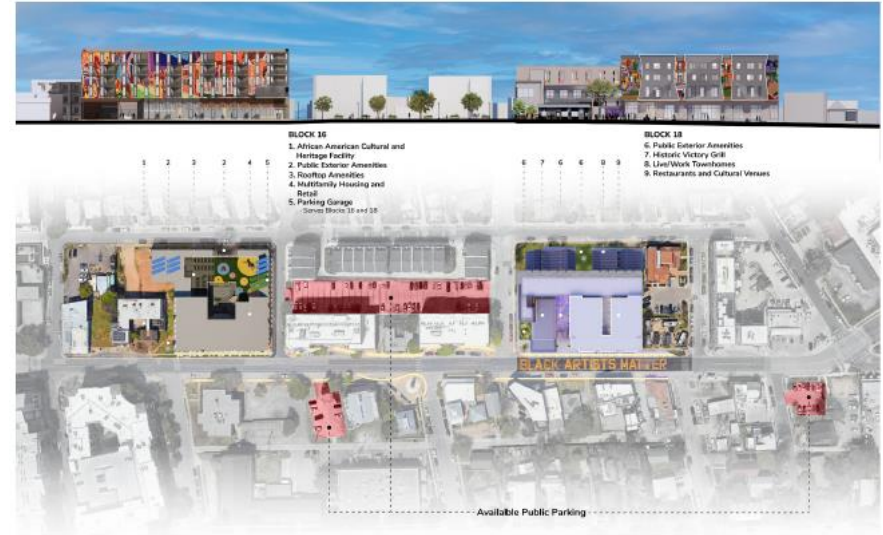 BLOCK 16
1. African American Cultural and
Heritage Facility
2. Public Exterior Amenities
3. Rooftop Amenities
4. Multifamily Housing and
Retail
5. Parking Garage
- Serves Blocks 16 and 18
BLOCK 18
6. Public Exterior Amenities
7. Historic Victory Grill
8. Live/Work Townhomes
9. Restaurants and Cultural Venues
1 2 3 2 4 5
6 7 6 6 8 9
BLACK ARTISTS MATTER
Available Public Parking